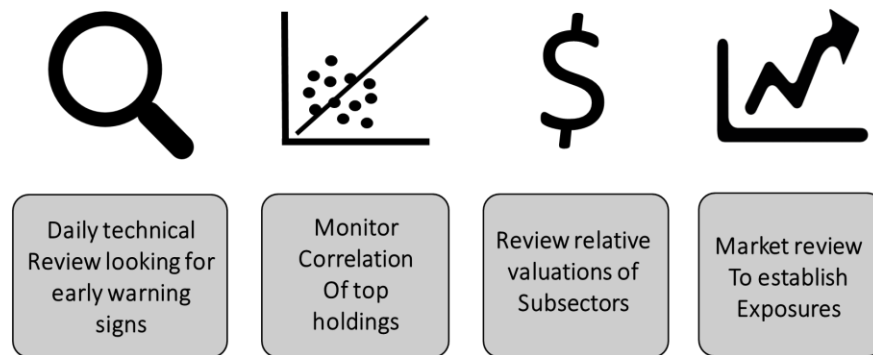 $
Daily technical
Review looking for
early warning
signs
Monitor
Correlation
Of top
holdings
Review relative
valuations of
Subsectors
Market review
To establish
Exposures